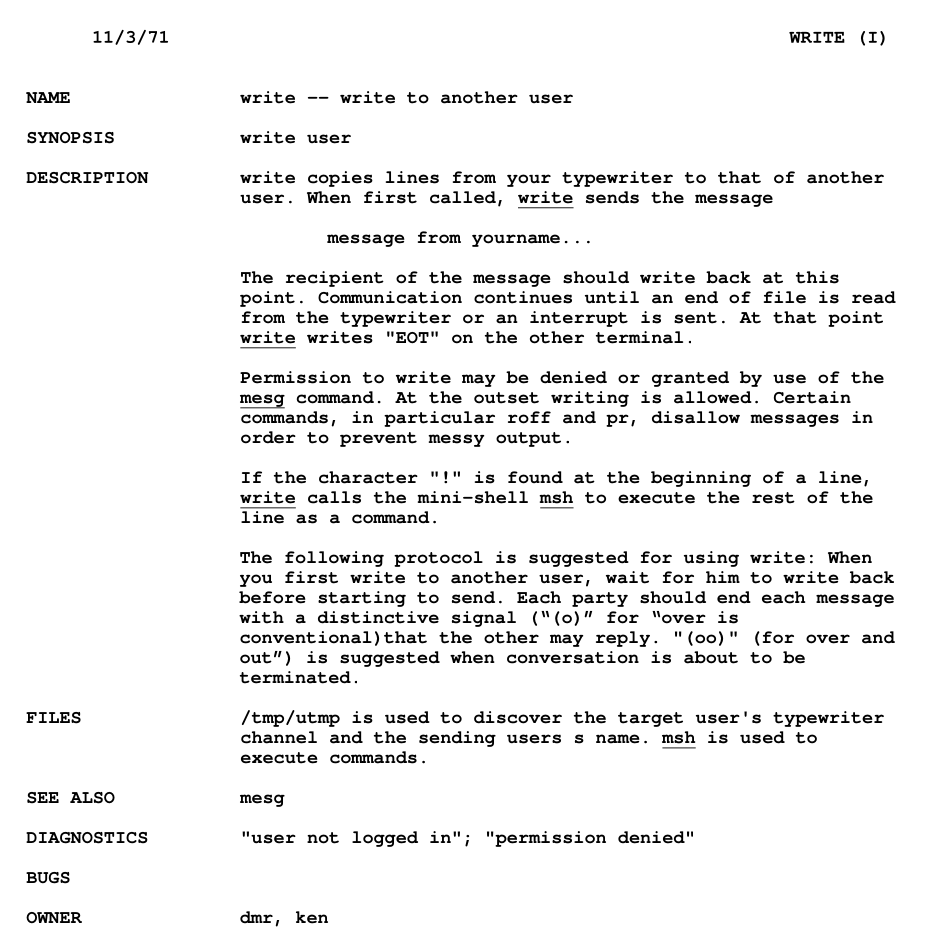 11/3/71 WRITE (I)
NAME write -- write to another user
SYNOPSIS write user
DESCRIPTION write copies lines from your typewriter to that of another
user. When first called, write sends the message
message from yourname...
The recipient of the message should write back at this
point. Communication continues until an end of file is read
from the typewriter or an interrupt is sent. At that point
write writes "EOT" on the other terminal.
Permission to write may be denied or granted by use of the
mesg command. At the outset writing is allowed. Certain
commands, in particular roff and pr, disallow messages in
order to prevent messy output.
If the character "!" is found at the beginning of a line,
write calls the mini-shell msh to execute the rest of the
line as a command.
The following protocol is suggested for using write: When
you first write to another user, wait for him to write back
before starting to send. Each party should end each message
with a distinctive signal (“(o)” for “over is
conventional)that the other may reply. "(oo)" (for over and
out”) is suggested when conversation is about to be
terminated.
FILES /tmp/utmp is used to discover the target user's typewriter
channel and the sending users s name. msh is used to
execute commands.
SEE ALSO mesg
DIAGNOSTICS "user not logged in"; "permission denied"
BUGS
OWNER dmr, ken